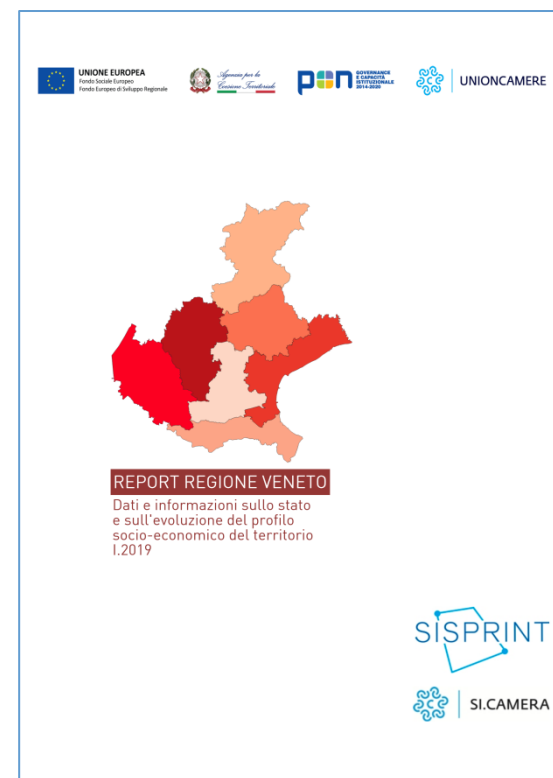 UNIONE EUROPEA
Fondo Sociale Europeo
Fondo Europeo di Sviluppo Regionale
Agenzia per la
Coesione Territoriale
pon
GOVERNANCE
E CAPACITÀ
ISTITUZIONALE
2014-2020
UNIONCAMERE
REPORT REGIONE VENETO
Dati e informazioni sullo stato
e sull'evoluzione del profilo
socio-economico del territorio
I.2019
SISPRINT
SI.CAMERA